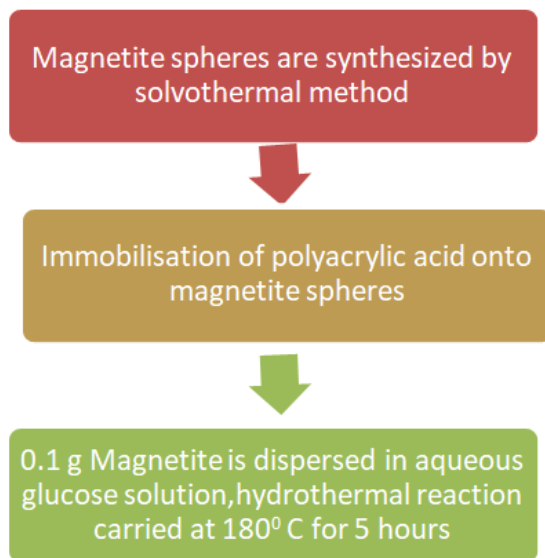 Magnetite spheres are synthesized by
solvothermal method
Immobilisation of polyacrylic acid onto
magnetite spheres
0.1 g Magnetite is dispersed in aqueous
glucose solution,hydrothermal reaction
carried at 180⁰ C for 5 hours